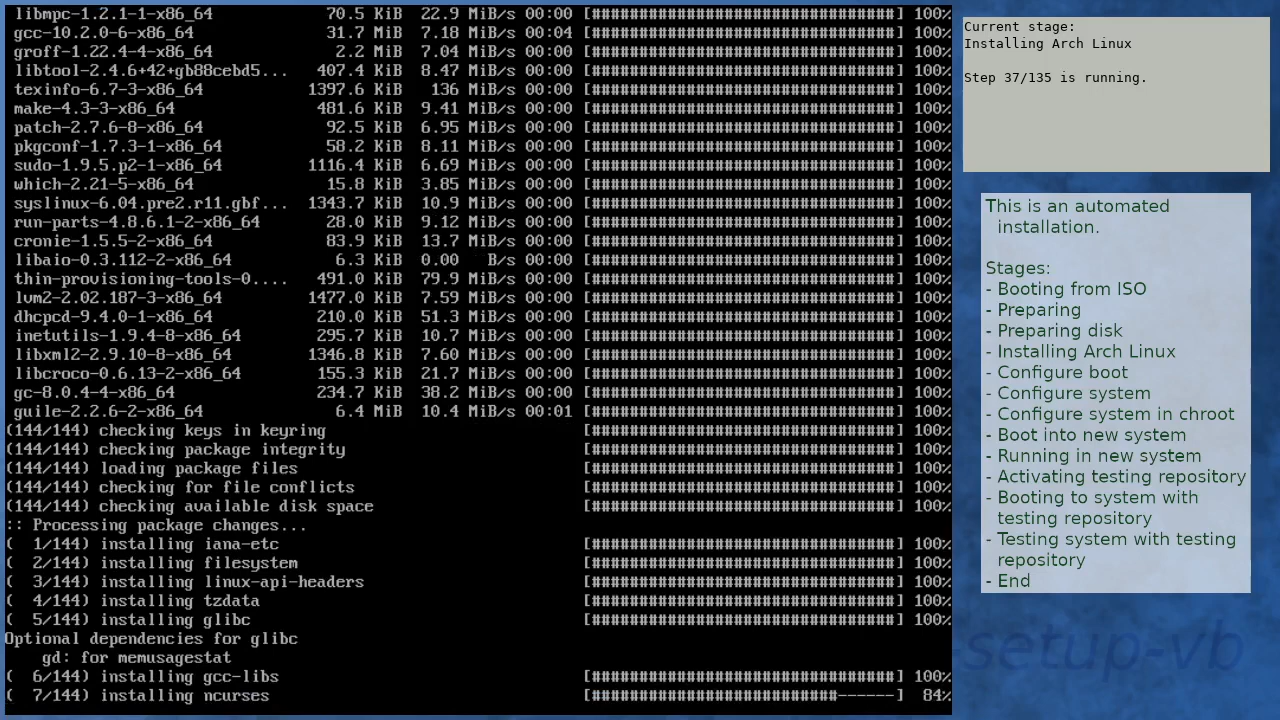 libmpc-1.2.1-1-x86_64 70.5 KiB 22.9 MiB/s 00:00 [################################] 100%
gcc-10.2.0-6-x86_64 31.7 MiB 7.18 MiB/s 00:04 [################################] 100%
groff-1.22.4-4-x86_64 2.2 MiB 7.04 MiB/s 00:00 [################################] 100%
libtool-2.4.6+42+gb88cebd5... 407.4 KiB 8.47 MiB/s 00:00 [################################] 100%
texinfo-6.7-3-x86_64 1397.6 KiB 136 MiB/s 00:00 [################################] 100%
make-4.3-3-x86_64 481.6 KiB 9.41 MiB/s 00:00 [################################] 100%
patch-2.7.6-8-x86_64 92.5 KiB 6.95 MiB/s 00:00 [################################] 100%
pkgconf-1.7.3-1-x86_64 58.2 KiB 8.11 MiB/s 00:00 [################################] 100%
sudo-1.9.5.p2-1-x86_64 1116.4 KiB 6.69 MiB/s 00:00 [################################] 100%
which-2.21-5-x86_64 15.8 KiB 3.85 MiB/s 00:00 [################################] 100%
syslinux-6.04.pre2.r11.gbf... 1343.7 KiB 10.9 MiB/s 00:00 [################################] 100%
run-parts-4.8.6.1-2-x86_64 28.0 KiB 9.12 MiB/s 00:00 [################################] 100%
cronie-1.5.5-2-x86_64 83.9 KiB 13.7 MiB/s 00:00 [################################] 100%
libaio-0.3.112-2-x86_64 6.3 KiB 0.00 B/s 00:00 [################################] 100%
thin-provisioning-tools-0.... 491.0 KiB 79.9 MiB/s 00:00 [################################] 100%
lvm2-2.02.187-3-x86_64 1477.0 KiB 7.59 MiB/s 00:00 [################################] 100%
dhcpcd-9.4.0-1-x86_64 210.0 KiB 51.3 MiB/s 00:00 [################################] 100%
inetutils-1.9.4-8-x86_64 295.7 KiB 10.7 MiB/s 00:00 [################################] 100%
libxml2-2.9.10-8-x86_64 1346.8 KiB 7.60 MiB/s 00:00 [################################] 100%
libcroco-0.6.13-2-x86_64 155.3 KiB 21.7 MiB/s 00:00 [################################] 100%
gc-8.0.4-4-x86_64 234.7 KiB 38.2 MiB/s 00:00 [################################] 100%
guile-2.2.6-2-x86_64 6.4 MiB 10.4 MiB/s 00:01 [################################] 100%
(144/144) checking keys in keyring [################################] 100%
(144/144) checking package integrity [################################] 100%
(144/144) loading package files [################################] 100%
(144/144) checking for file conflicts [################################] 100%
(144/144) checking available disk space [################################] 100%
:: Processing package changes...
( 1/144) installing iana-etc [################################] 100%
( 2/144) installing filesystem [################################] 100%
( 3/144) installing linux-api-headers [################################] 100%
( 4/144) installing tzdata [################################] 100%
( 5/144) installing glibc [################################] 100%
Optional dependencies for glibc
gd: for memusagestat
( 6/144) installing gcc-libs [################################] 100%
( 7/144) installing ncurses [##########################------] 84%
Current stage:
Installing Arch Linux
Step 37/135 is running.
This is an automated
installation.
Stages:
- Booting from ISO
- Preparing
- Preparing disk
- Installing Arch Linux
- Configure boot
- Configure system
- Configure system in chroot
- Boot into new system
- Running in new system
- Activating testing repository
- Booting to system with
testing repository
- Testing system with testing
repository
- End
-setup-vb